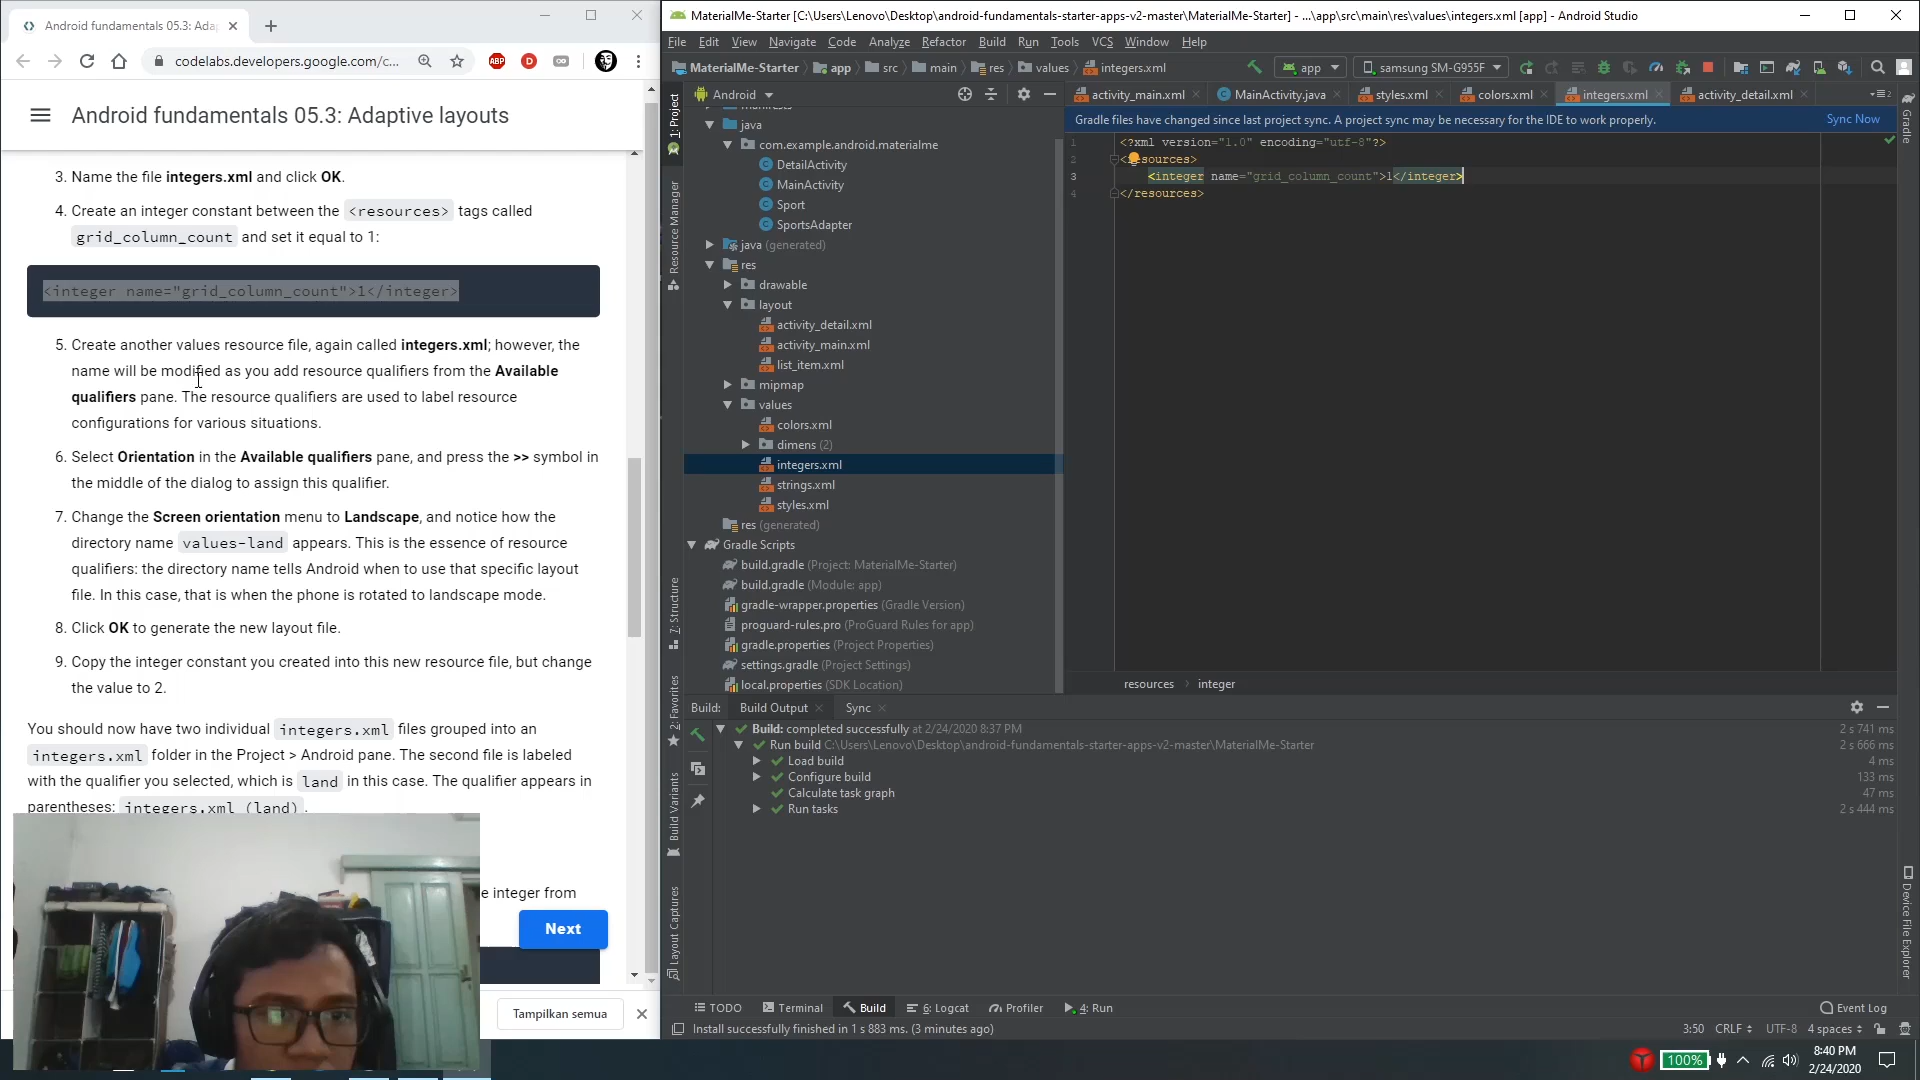 Android fundamentals 05.3: Ada
codelabs.developers.google.com/c...
ABP
D
Android fundamentals 05.3: Adaptive layouts
3. Name the file integers.xml and click OK.
4. Create an integer constant between the <resources> tags called
grid_column_count and set it equal to 1:
<integer name="grid_column_count">1</integer>
5. Create another values resource file, again called integers.xml; however, the
name will be modified as you add resource qualifiers from the Available
qualifiers pane. The resource qualifiers are used to label resource
configurations for various situations.
6. Select Orientation in the Available qualifiers pane, and press the >> symbol in
the middle of the dialog to assign this qualifier.
7. Change the Screen orientation menu to Landscape, and notice how the
directory name values-land appears. This is the essence of resource
qualifiers: the directory name tells Android when to use that specific layout
file. In this case, that is when the phone is rotated to landscape mode.
8. Click OK to generate the new layout file.
9. Copy the integer constant you created into this new resource file, but change
the value to 2.
You should now have two individual integers.xml files grouped into an
integers.xml folder in the Project > Android pane. The second file is labeled
with the qualifier you selected, which is land in this case. The qualifier appears in
parentheses: integers.xml (land).
e integer from
Next
Tampilkan semua
MaterialMe-Starter [C:\Users\Lenovo\Desktop\android-fundamentals-starter-apps-v2-master\MaterialMe-Starter] - ...\app\src\main\res\values\integers.xml [app] - Android Studio
File Edit View Navigate Code Analyze Refactor Build Run Tools VCS Window Help
MaterialMe-Starter app src main res values integers.xml
app
samsung SM-G955F
Android
activity_main.xml MainActivity.java styles.xml colors.xml integers.xml activity_detail.xml
Gradle files have changed since last project sync. A project sync may be necessary for the IDE to work properly. Sync Now
1: Project
Resource Manager
7: Structure
2: Favorites
Build Variants
Layout Captures
java
com.example.android.materialme
DetailActivity
MainActivity
Sport
SportsAdapter
java (generated)
res
drawable
layout
activity_detail.xml
activity_main.xml
list_item.xml
mipmap
values
colors.xml
dimens (2)
integers.xml
strings.xml
styles.xml
res (generated)
Gradle Scripts
build.gradle (Project: MaterialMe-Starter)
build.gradle (Module: app)
gradle-wrapper.properties (Gradle Version)
proguard-rules.pro (ProGuard Rules for app)
gradle.properties (Project Properties)
settings.gradle (Project Settings)
local.properties (SDK Location)
1 <?xml version="1.0" encoding="utf-8"?>
2 sources>
3 <integer name="grid_column_count">1</integer>
4 </resources>
resources › integer
Gradle
Device File Explorer
Build: Build Output Sync
Build: completed successfully at 2/24/2020 8:37 PM 2 s 741 ms
Run build C:\Users\Lenovo\Desktop\android-fundamentals-starter-apps-v2-master\MaterialMe-Starter 2 s 666 ms
Load build 4 ms
Configure build 133 ms
Calculate task graph 47 ms
Run tasks 2 s 444 ms
TODO Terminal Build 6: Logcat Profiler 4: Run Event Log
Install successfully finished in 1 s 883 ms. (3 minutes ago) 3:50 CRLF UTF-8 4 spaces
100%
8:40 PM
2/24/2020